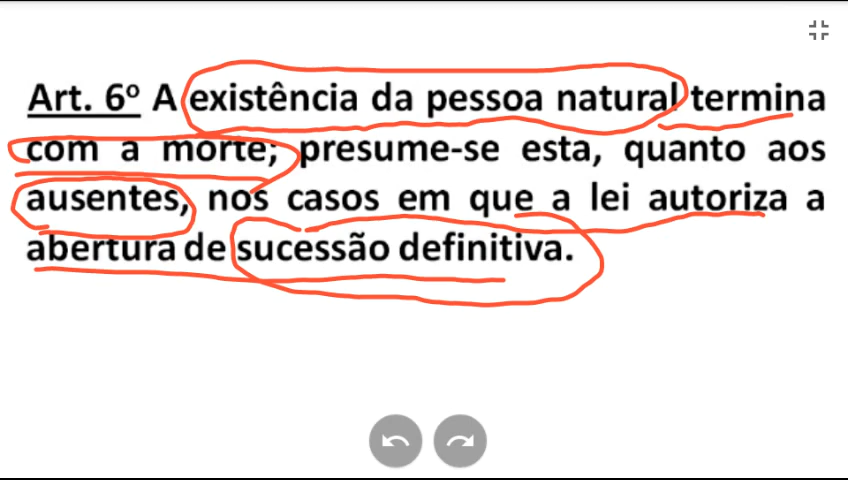 Art. 6º A existência da pessoa natural termina
com a morte; presume-se esta, quanto aos
ausentes, nos casos em que a lei autoriza a
abertura de sucessão definitiva.